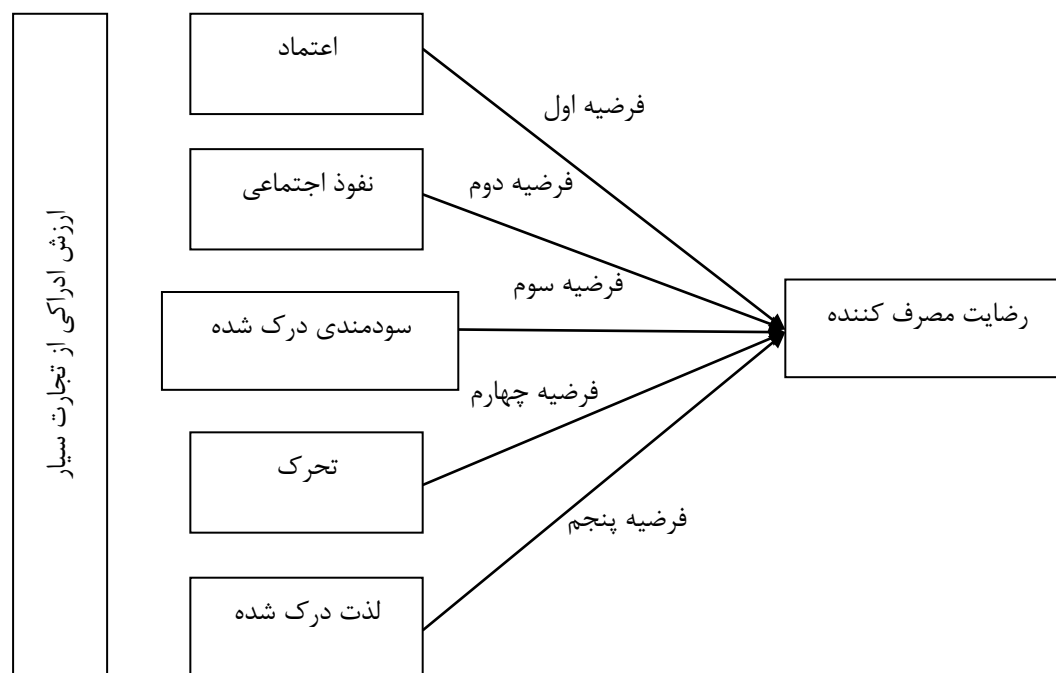 اعتماد
فرضیه اول
نفوذ اجتماعی
فرضیه دوم
سودمندی درک شده
فرضیه سوم
رضایت مصرف کننده
فرضیه چهارم
تحرک
فرضیه پنجم
لذت درک شده
ارزش ادراکی از تجارت سیار